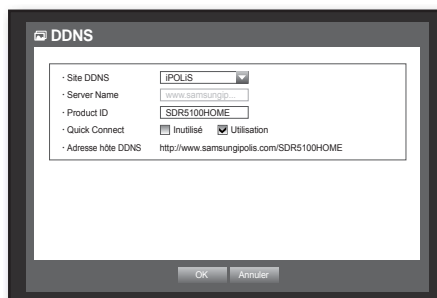 DDNS
· Site DDNS iPOLiS
· Server Name www.samsungip...
· Product ID SDR5100HOME
· Quick Connect Inutilisé Utilisation
· Adresse hôte DDNS http://www.samsungipolis.com/SDR5100HOME
OK Annuler